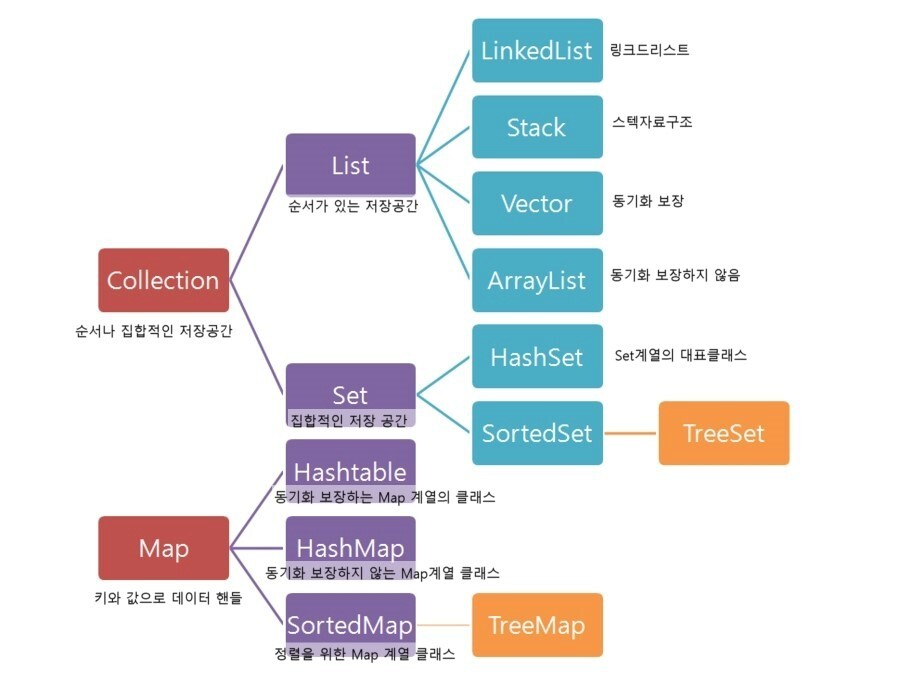 LinkedList
링크드리스트
Stack
스텍자료구조
List
순서가 있는 저장공간
Vector
동기화 보장
Collection
순서나 집합적인 저장공간
ArrayList
동기화 보장하지 않음
HashSet
Set계열의 대표클래스
Set
집합적인 저장 공간
SortedSet
TreeSet
Hashtable
동기화 보장하는 Map 계열의 클래스
Map
키와 값으로 데이터 핸들
HashMap
동기화 보장하지 않는 Map계열 클래스
SortedMap
정렬을 위한 Map 계열 클래스
TreeMap